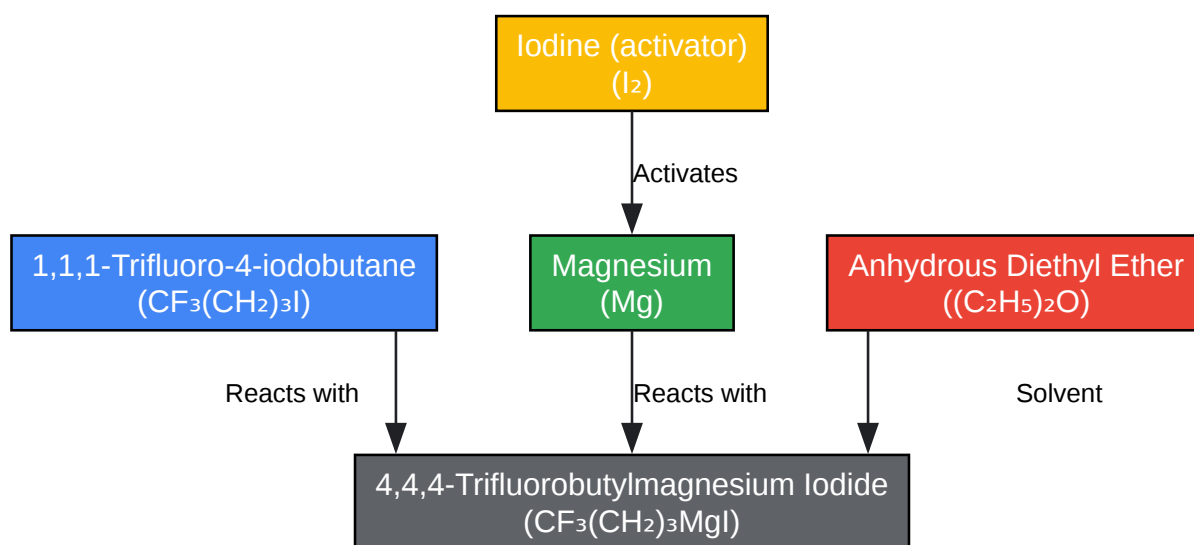 Iodine (activator)
(I₂)
Activates
1,1,1-Trifluoro-4-iodobutane
(CF₃(CH₂)₃I)
Magnesium
(Mg)
Anhydrous Diethyl Ether
((C₂H₅)₂O)
Reacts with
Reacts with
Solvent
4,4,4-Trifluorobutylmagnesium Iodide
(CF₃(CH₂)₃MgI)